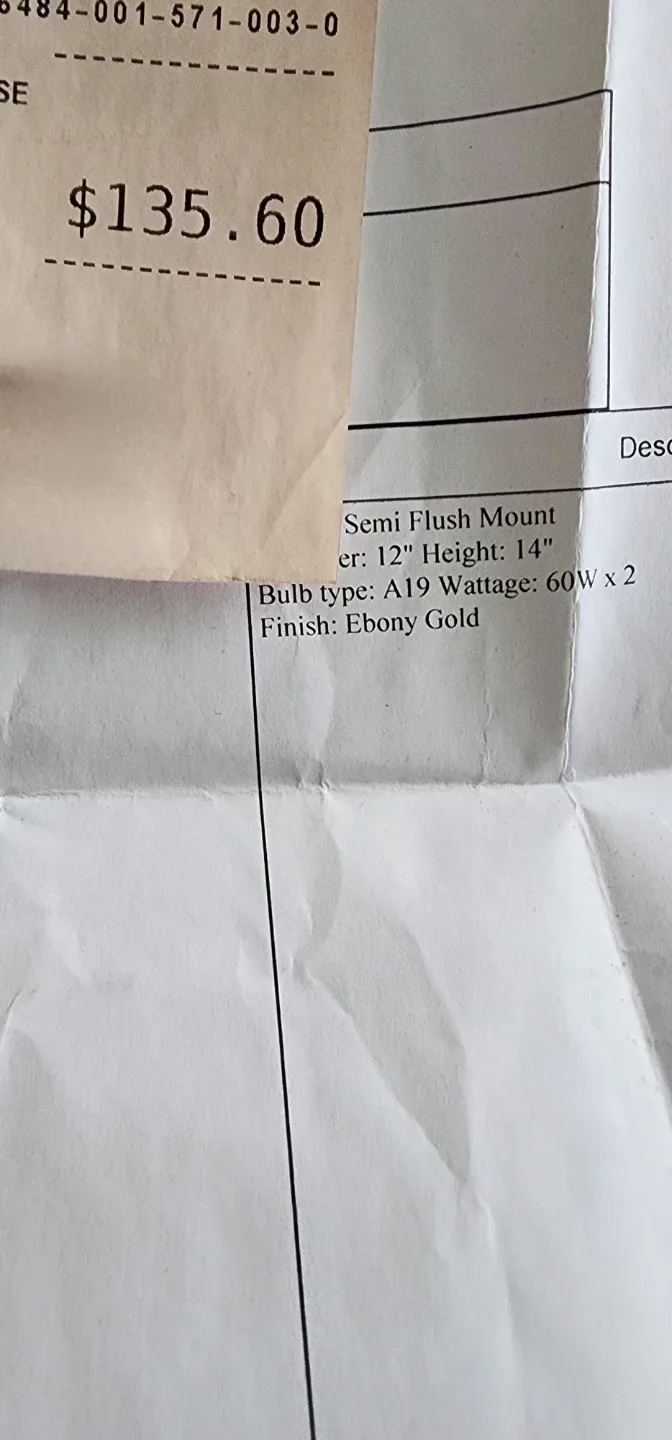 484-001-571-003-0
SE
$135.60
Desc
Semi Flush Mount
er: 12" Height: 14"
Bulb type: A19 Wattage: 60W x 2
Finish: Ebony Gold